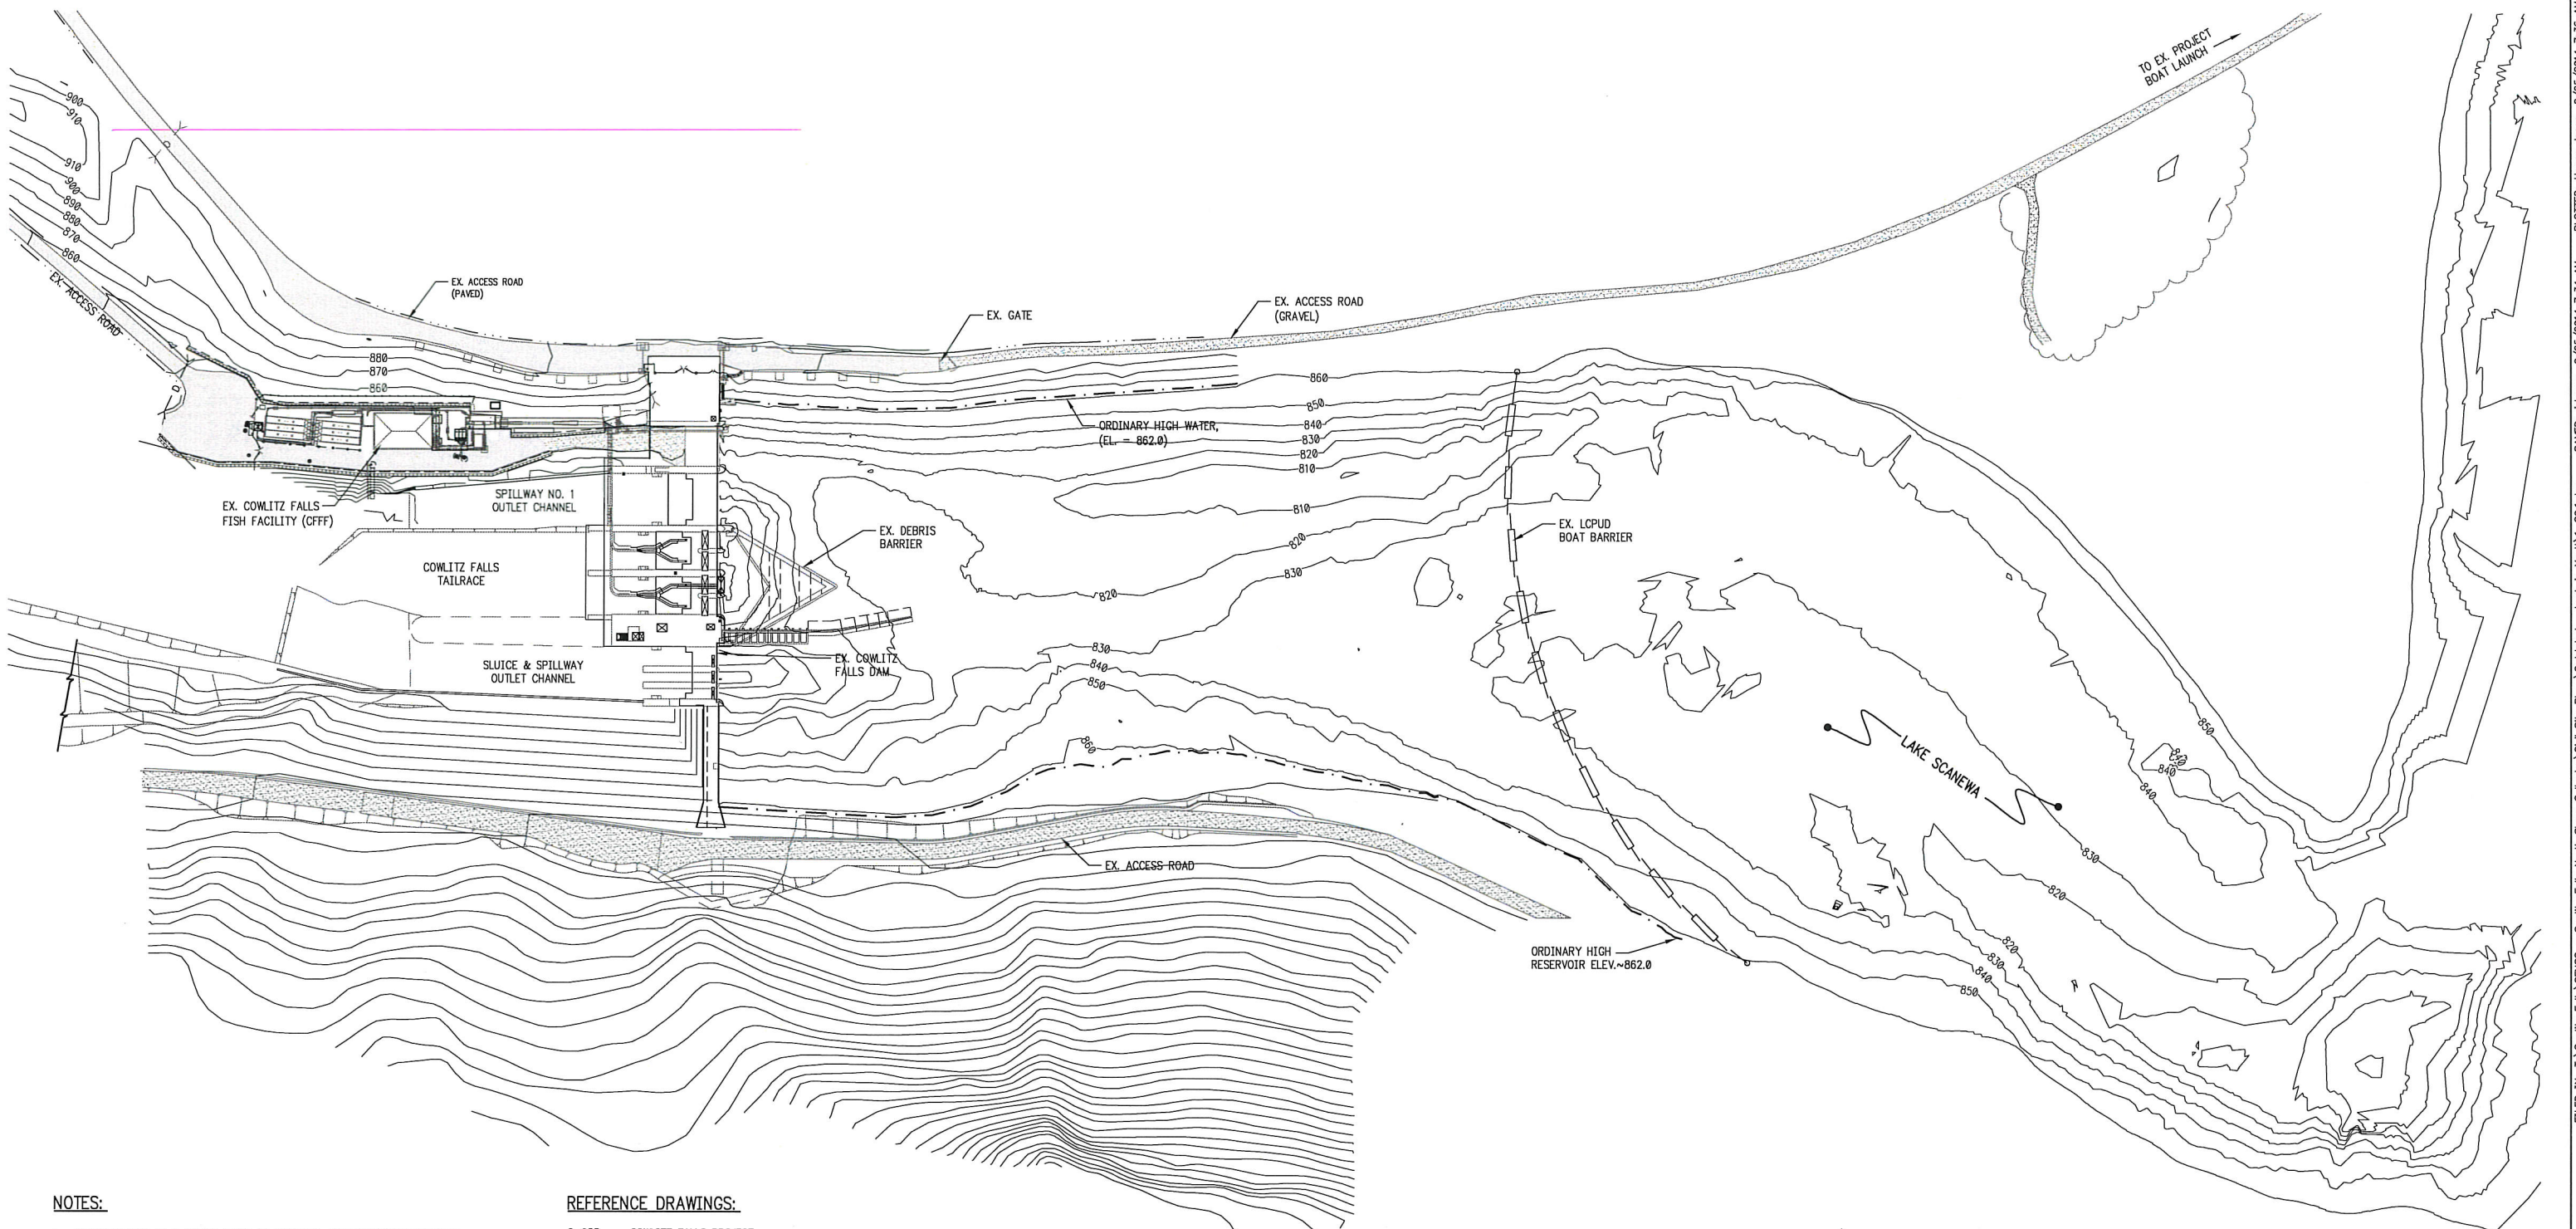 TO EX. PROJECT
BOAT LAUNCH
900
910
910
900
890
880
870
860
EX. ACCESS ROAD
EX. ACCESS ROAD
(PAVED)
EX. GATE
EX. ACCESS ROAD
(GRAVEL)
880
870
860
860
850
840
830
820
810
ORDINARY HIGH WATER,
(EL. = 862.0)
EX. COWLITZ FALLS
FISH FACILITY (CFFF)
SPILLWAY NO. 1
OUTLET CHANNEL
810
820
830
EX. DEBRIS
BARRIER
EX. LCPUD
BOAT BARRIER
COWLITZ FALLS
TAILRACE
820
830
840
850
SLUICE & SPILLWAY
OUTLET CHANNEL
EX. COWLITZ
FALLS DAM
860
LAKE SCANEWA
850
840
840
840
830
820
EX. ACCESS ROAD
ORDINARY HIGH
RESERVOIR ELEV.~862.0
820
830
840
850
NOTES:
REFERENCE DRAWINGS: